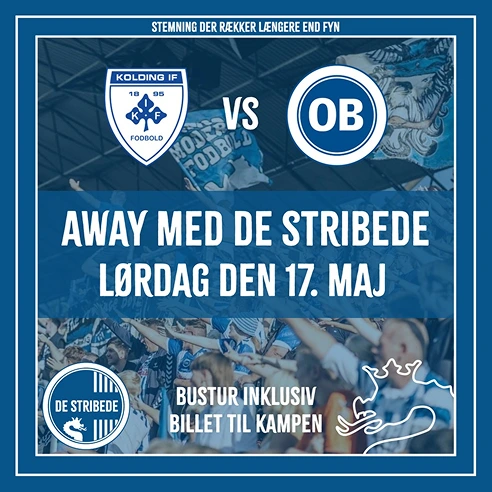 STEMNING DER RÆKKER LÆNGERE END FYN
KOLDING IF
18 95
KIF
FODBOLD
VS
OB
AWAY MED DE STRIBEDE
LØRDAG DEN 17. MAJ
DE STRIBEDE
BUSTUR INKLUSIV
BILLET TIL KAMPEN